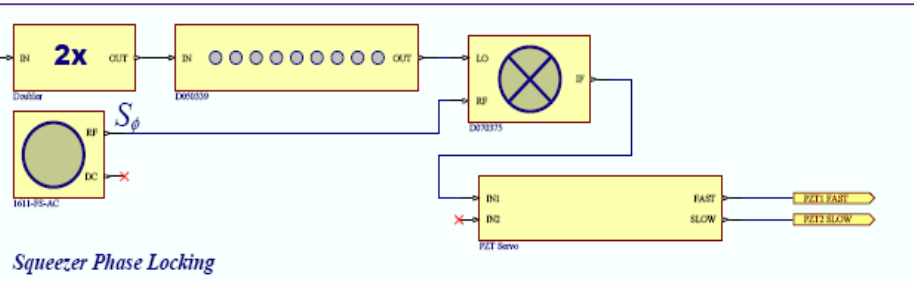 IN 2x OUT
Doubler
IN OUT
D050339
LO
RF IF
D070375
Sϕ
RF
DC
1611-FS-AC
IN1 FAST
IN2 SLOW
PZT Servo
PZT1 FAST
PZT2 SLOW
Squeezer Phase Locking